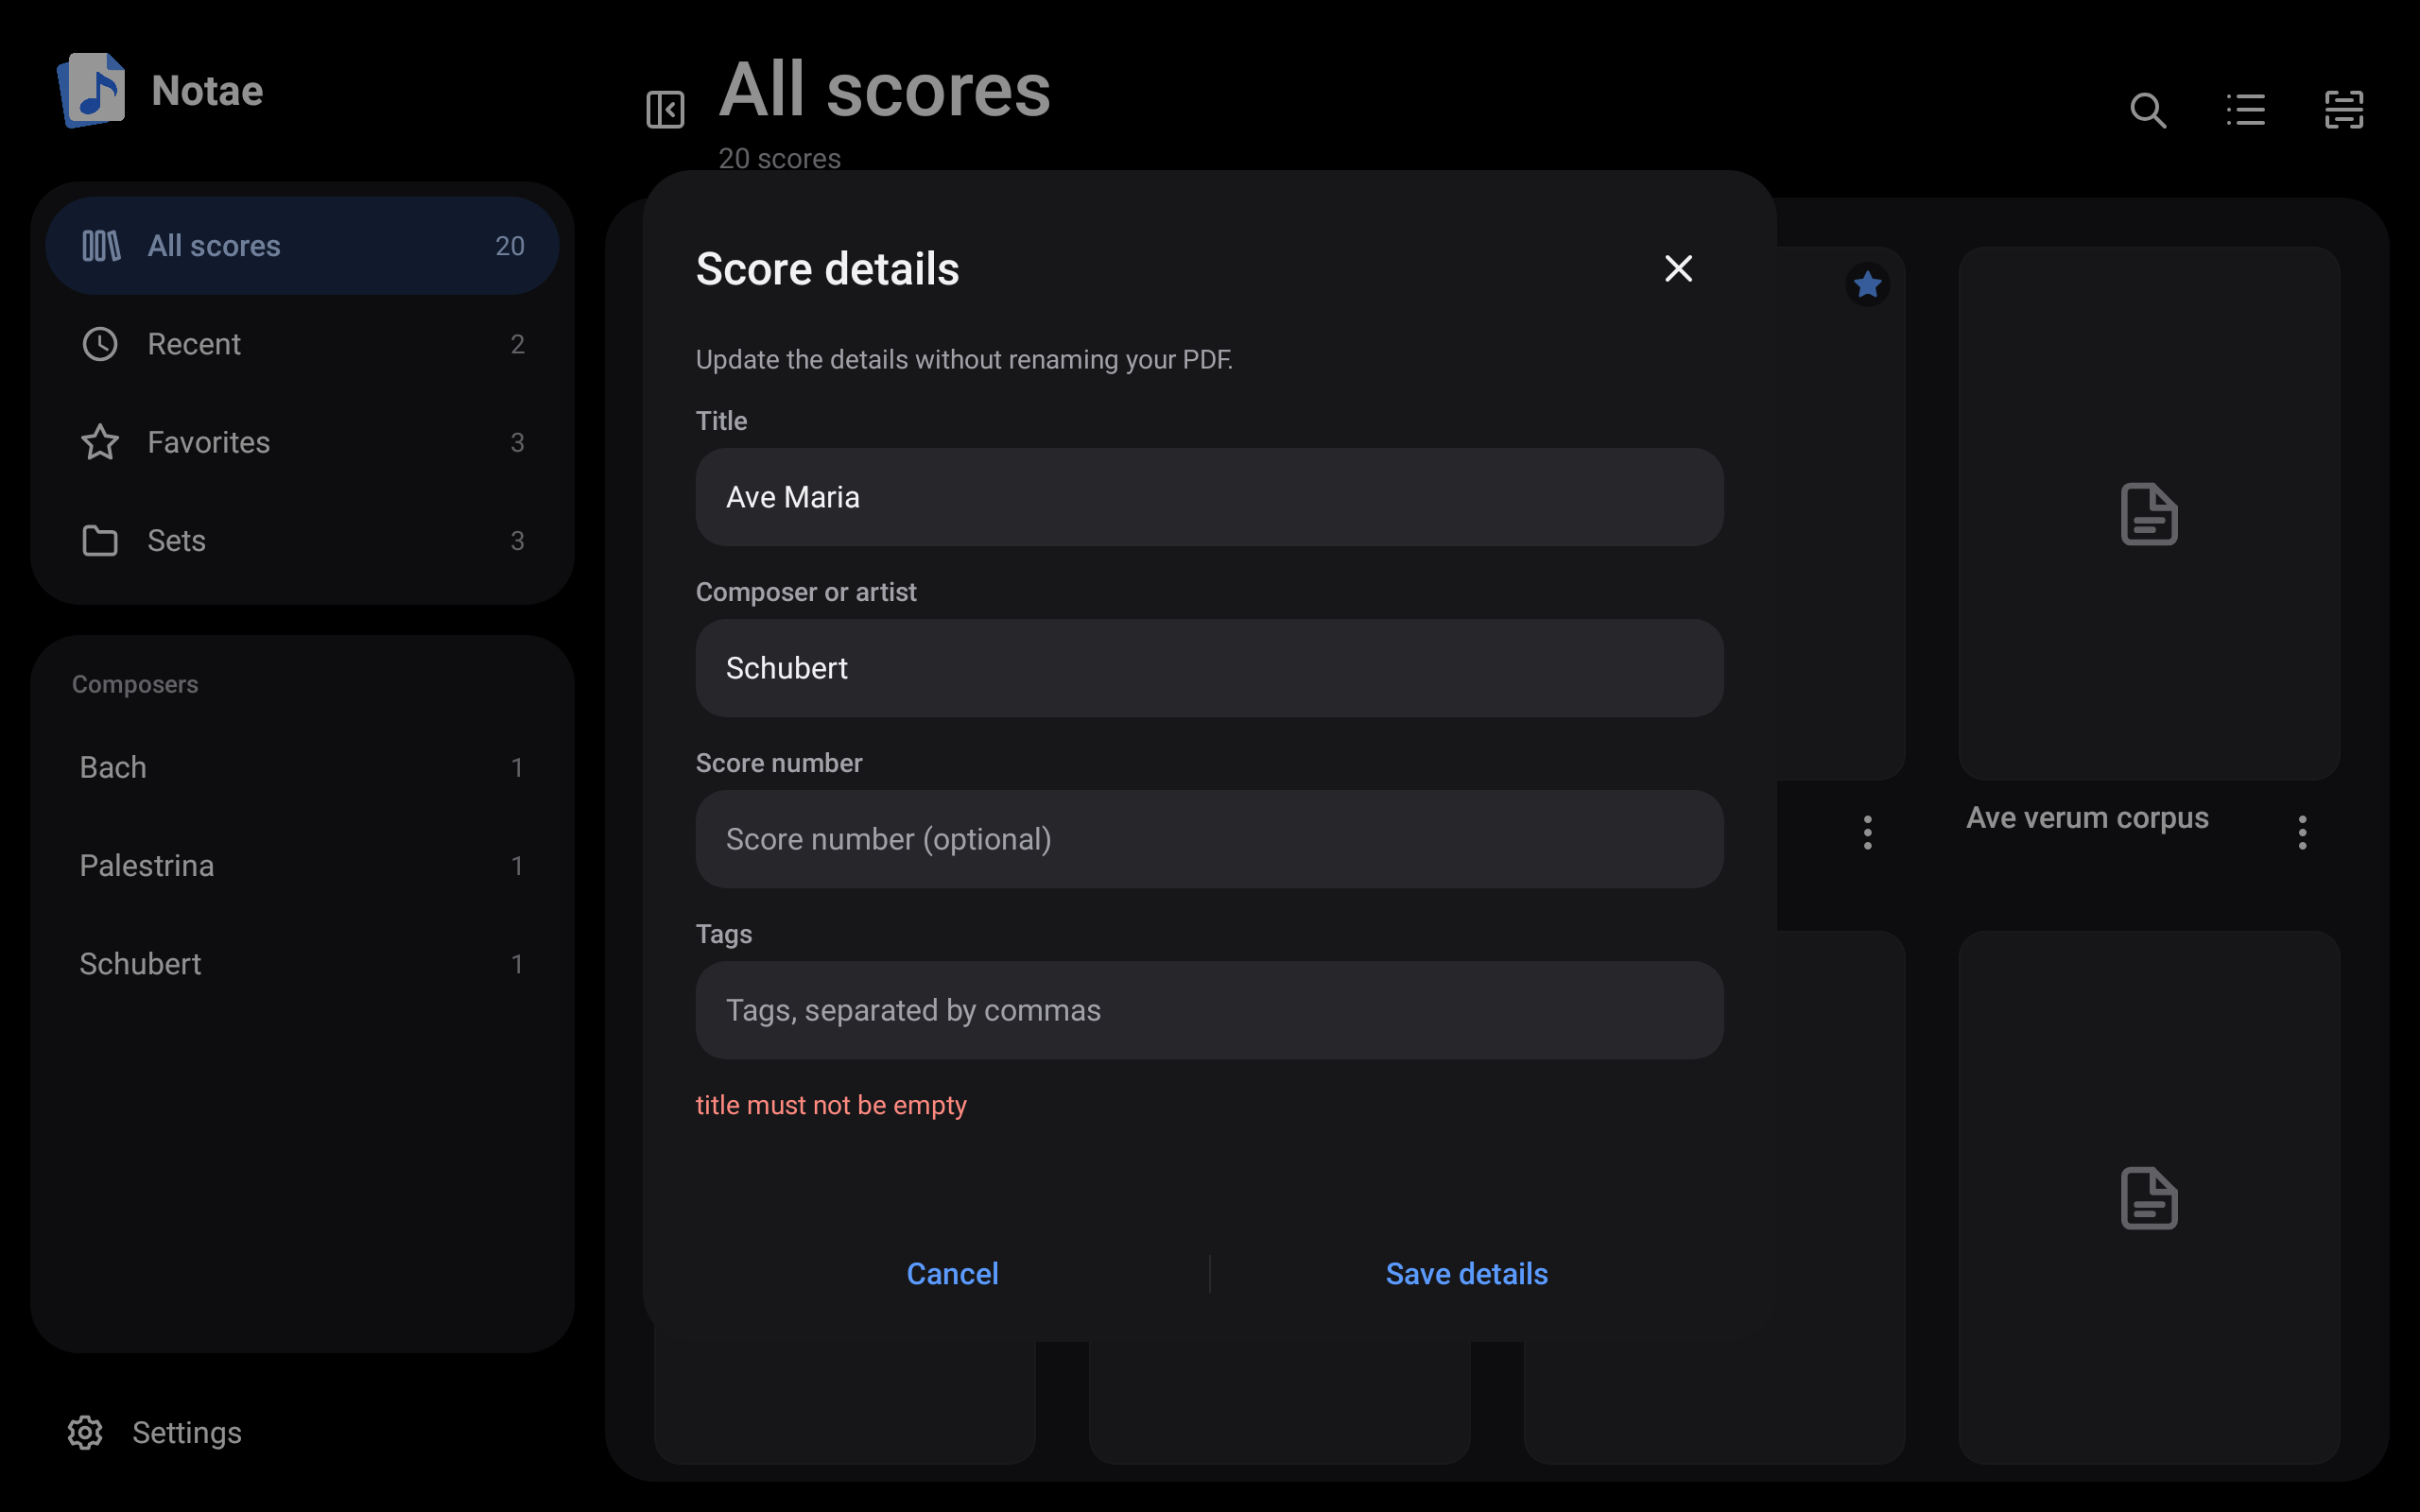 Notae
All scores
20 scores
All scores 20
Recent 2
Favorites 3
Sets 3
Composers
Bach 1
Palestrina 1
Schubert 1
Settings
Score details
Update the details without renaming your PDF.
Title
Ave Maria
Composer or artist
Schubert
Score number
Score number (optional)
Tags
Tags, separated by commas
title must not be empty
Cancel
Save details
Ave verum corpus